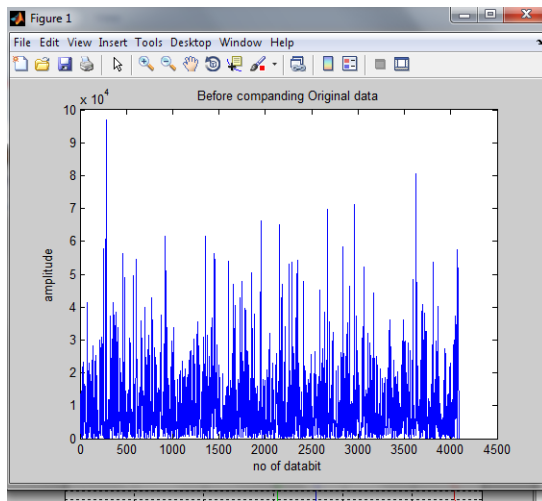 Figure 1
File Edit View Insert Tools Desktop Window Help
Before companding Original data
x 10⁴
10
9
8
7
6
5
4
3
2
1
0
amplitude
0 500 1000 1500 2000 2500 3000 3500 4000 4500
no of databit